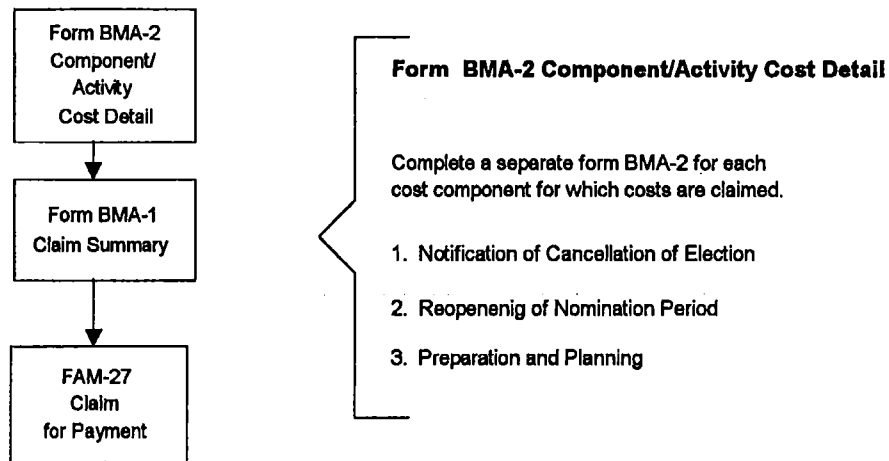 Form BMA-2
Component/
Activity
Cost Detail
Form BMA-1
Claim Summary
FAM-27
Claim
for Payment
Form BMA-2 Component/Activity Cost Detail
Complete a separate form BMA-2 for each
cost component for which costs are claimed.
1. Notification of Cancellation of Election
2. Reopenenig of Nomination Period
3. Preparation and Planning